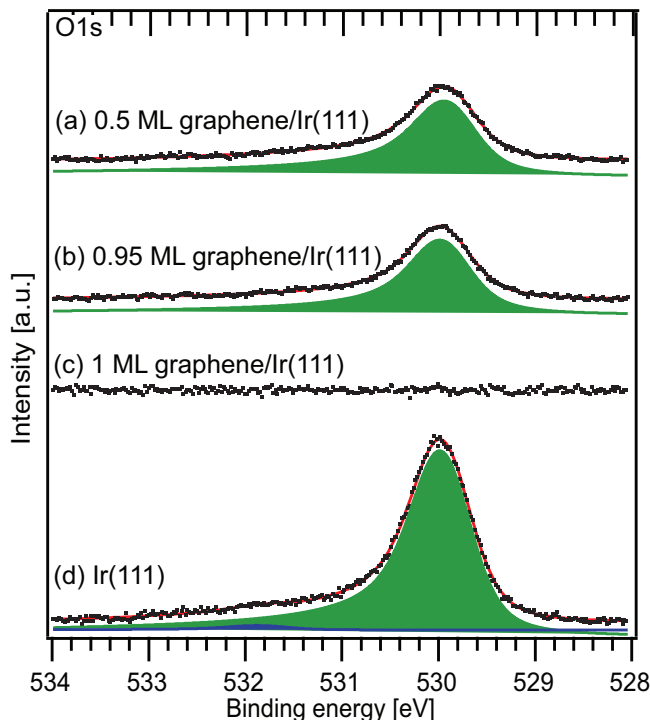 O1s
(a) 0.5 ML graphene/Ir(111)
(b) 0.95 ML graphene/Ir(111)
(c) 1 ML graphene/Ir(111)
(d) Ir(111)
Intensity [a.u.]
534 533 532 531 530 529 528
Binding energy [eV]